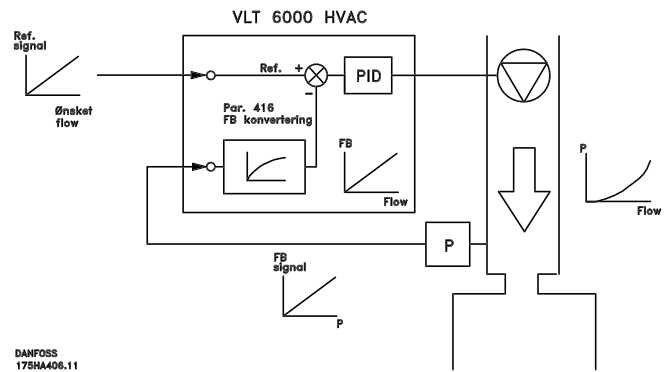 VLT 6000 HVAC
Ref.
signal
Ønsket
flow
Ref.
+
PID
−
Par. 416
FB konvertering
FB
Flow
P
Flow
P
FB
signal
P
DANFOSS
175HA406.11